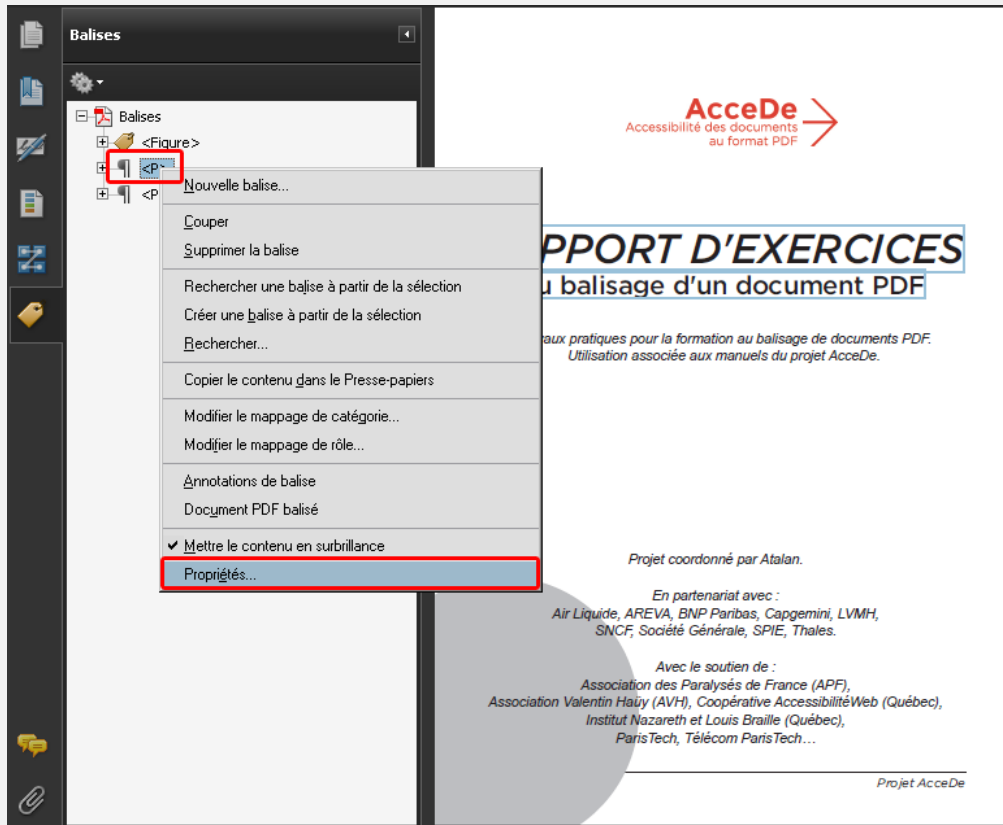 Balises
Balises
<Figure>
<P>
<P
Nouvelle balise...
Couper
Supprimer la balise
Rechercher une balise à partir de la sélection
Créer une balise à partir de la sélection
Rechercher...
Copier le contenu dans le Presse-papiers
Modifier le mappage de catégorie...
Modifier le mappage de rôle...
Annotations de balise
Document PDF balisé
Mettre le contenu en surbrillance
Propriétés...
AcceDe
Accessibilité des documents
au format PDF
PPORT D'EXERCICES
u balisage d'un document PDF
aux pratiques pour la formation au balisage de documents PDF.
Utilisation associée aux manuels du projet AcceDe.
Projet coordonné par Atalan.
En partenariat avec :
Air Liquide, AREVA, BNP Paribas, Capgemini, LVMH,
SNCF, Société Générale, SPIE, Thales.
Avec le soutien de :
Association des Paralysés de France (APF),
Association Valentin Haüy (AVH), Coopérative AccessibilitéWeb (Québec),
Institut Nazareth et Louis Braille (Québec),
ParisTech, Télécom ParisTech…
Projet AcceDe